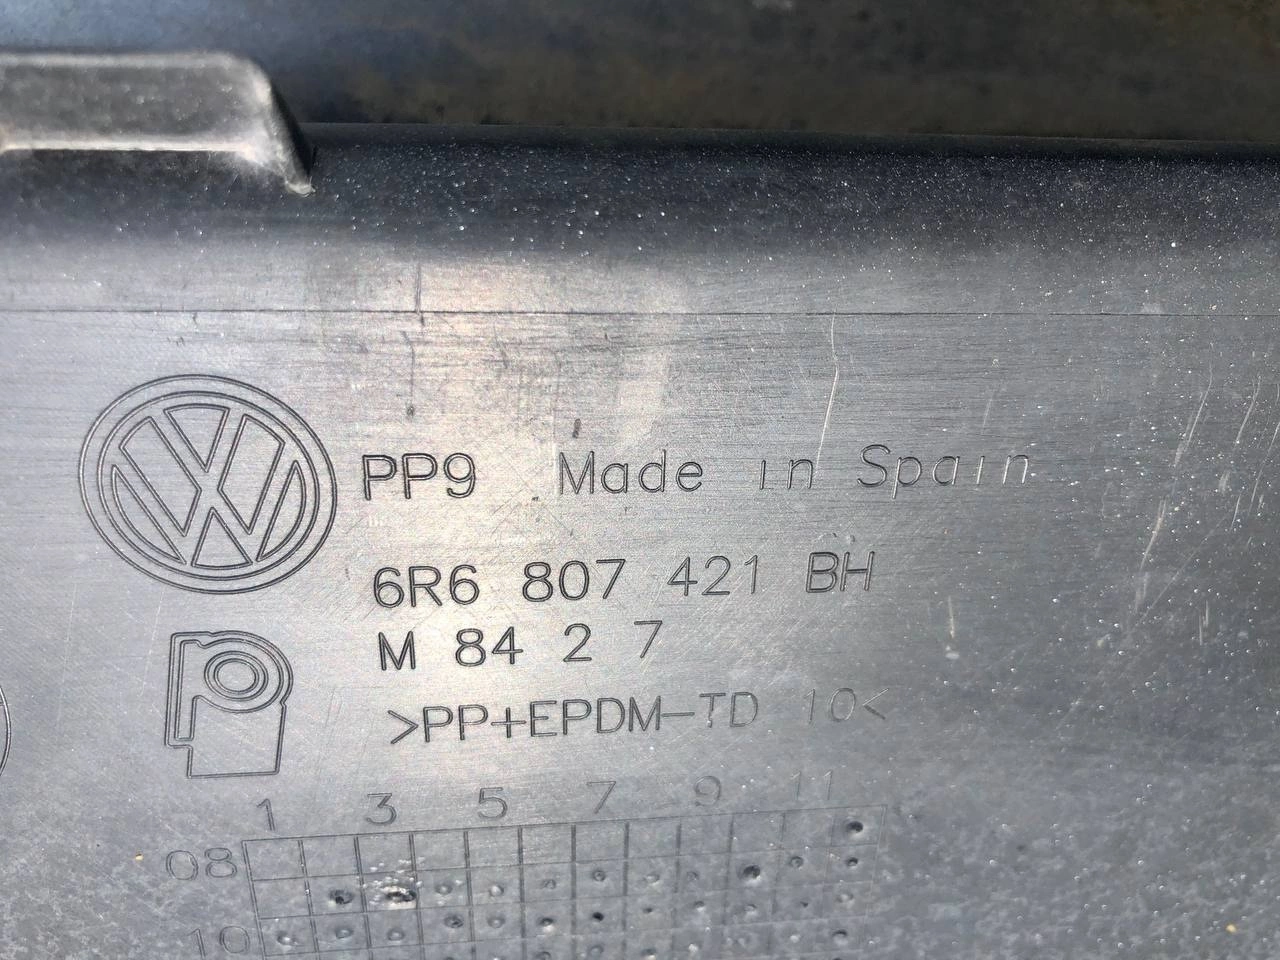 PP9 Made in Spain
6R6 807 421 BH
M 84 2 7
>PP+EPDM-TD 10<
1 3 5 7 9 11
08
10